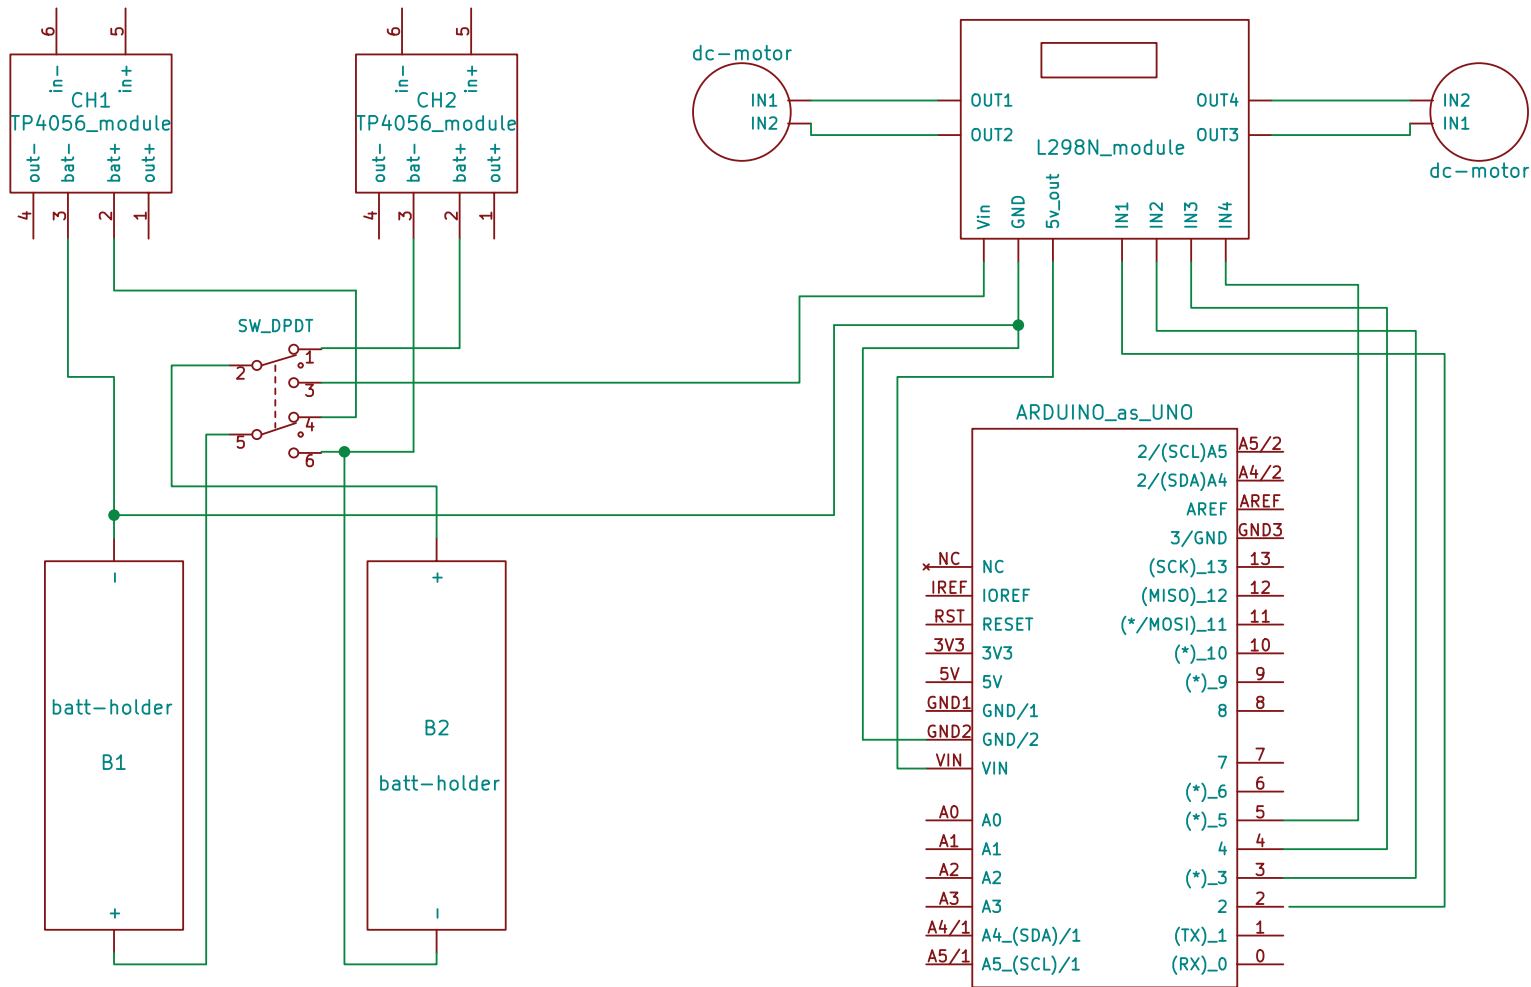 6
5
in-
in+
CH1
TP4056_module
out-
bat-
bat+
out+
4
3
2
1
6
5
in-
in+
CH2
TP4056_module
out-
bat-
bat+
out+
4
3
2
1
dc-motor
IN1
IN2
OUT1
OUT2
OUT4
OUT3
L298N_module
Vin
GND
5v_out
IN1
IN2
IN3
IN4
IN2
IN1
dc-motor
SW_DPDT
1
2
3
4
5
6
-
batt-holder
B1
+
+
B2
batt-holder
-
ARDUINO_as_UNO
NC NC
IREF IOREF
RST RESET
3V3 3V3
5V 5V
GND1 GND/1
GND2 GND/2
VIN VIN
A0 A0
A1 A1
A2 A2
A3 A3
A4/1 A4_(SDA)/1
A5/1 A5_(SCL)/1
2/(SCL)A5 A5/2
2/(SDA)A4 A4/2
AREF AREF
3/GND GND3
(SCK)_13 13
(MISO)_12 12
(*/MOSI)_11 11
(*)_10 10
(*)_9 9
8 8
7 7
(*)_6 6
(*)_5 5
4 4
(*)_3 3
2 2
(TX)_1 1
(RX)_0 0